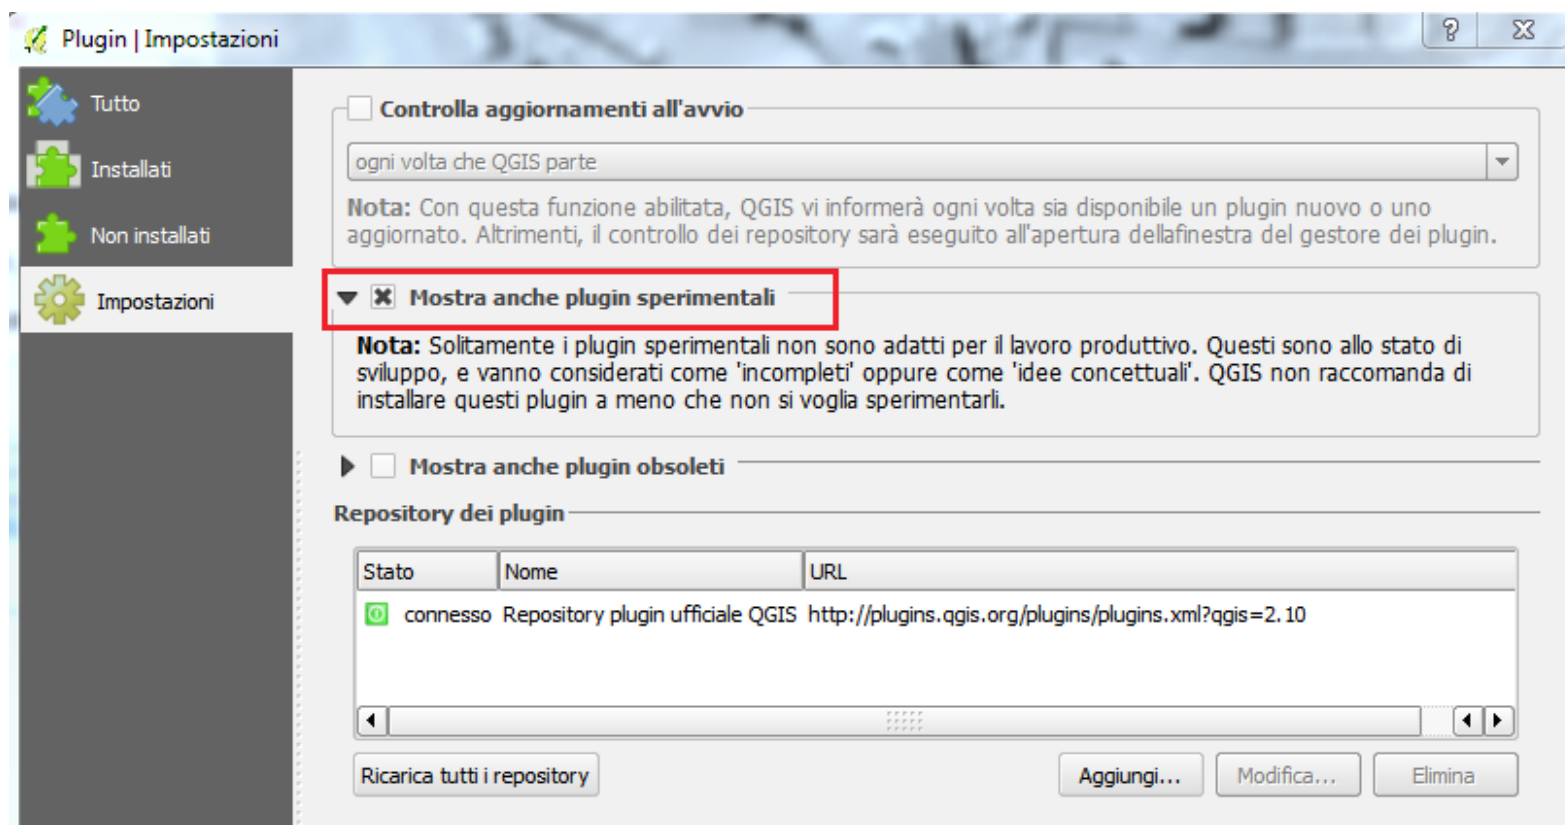 Plugin | Impostazioni
Tutto
Installati
Non installati
Impostazioni
Controlla aggiornamenti all'avvio
ogni volta che QGIS parte
Nota: Con questa funzione abilitata, QGIS vi informerà ogni volta sia disponibile un plugin nuovo o uno
aggiornato. Altrimenti, il controllo dei repository sarà eseguito all'apertura dellafinestra del gestore dei plugin.
Mostra anche plugin sperimentali
Nota: Solitamente i plugin sperimentali non sono adatti per il lavoro produttivo. Questi sono allo stato di
sviluppo, e vanno considerati come 'incompleti' oppure come 'idee concettuali'. QGIS non raccomanda di
installare questi plugin a meno che non si voglia sperimentarli.
Mostra anche plugin obsoleti
Repository dei plugin
Stato Nome URL
connesso Repository plugin ufficiale QGIS http://plugins.qgis.org/plugins/plugins.xml?qgis=2.10
Ricarica tutti i repository Aggiungi... Modifica... Elimina